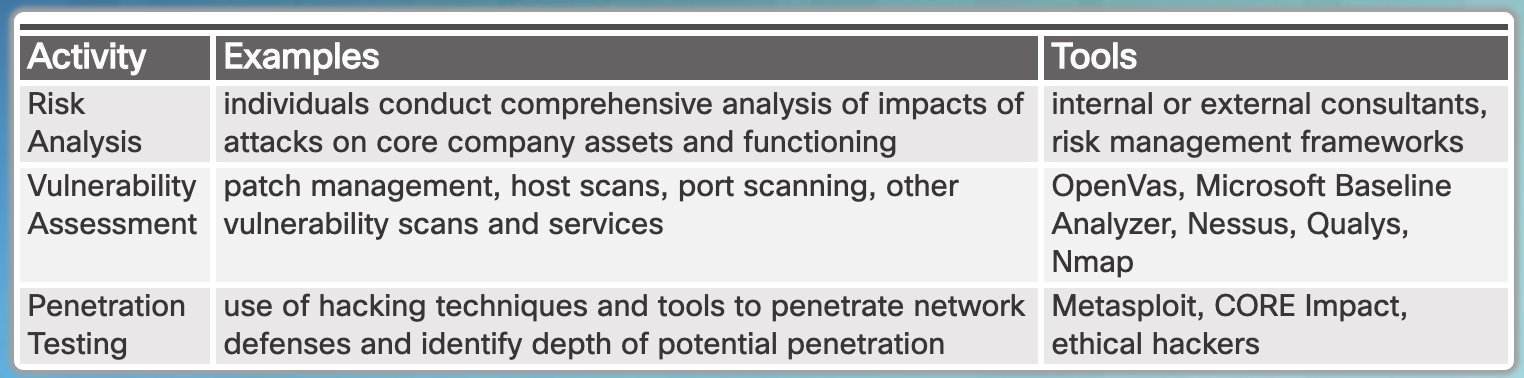 Activity
Examples
Tools
Risk
Analysis
individuals conduct comprehensive analysis of impacts of
attacks on core company assets and functioning
internal or external consultants,
risk management frameworks
Vulnerability
Assessment
patch management, host scans, port scanning, other
vulnerability scans and services
OpenVas, Microsoft Baseline
Analyzer, Nessus, Qualys,
Nmap
Penetration
Testing
use of hacking techniques and tools to penetrate network
defenses and identify depth of potential penetration
Metasploit, CORE Impact,
ethical hackers